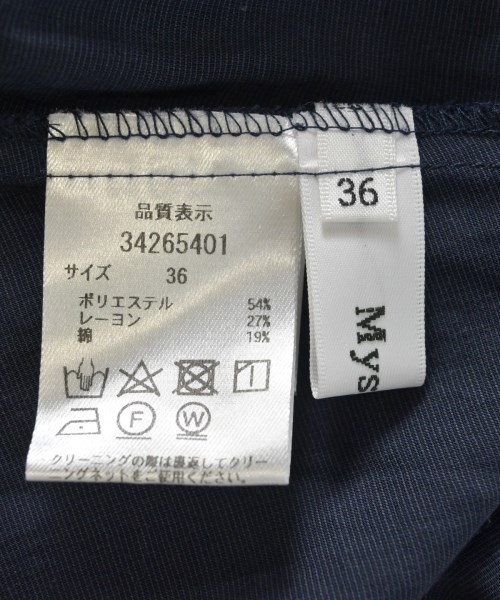 品質表示
34265401
サイズ 36
ポリエステル 54%
レーヨン 27%
綿 19%
F W
クリーニングの際は裏返してクリー
ニングネットをご使用ください。
36
Mys